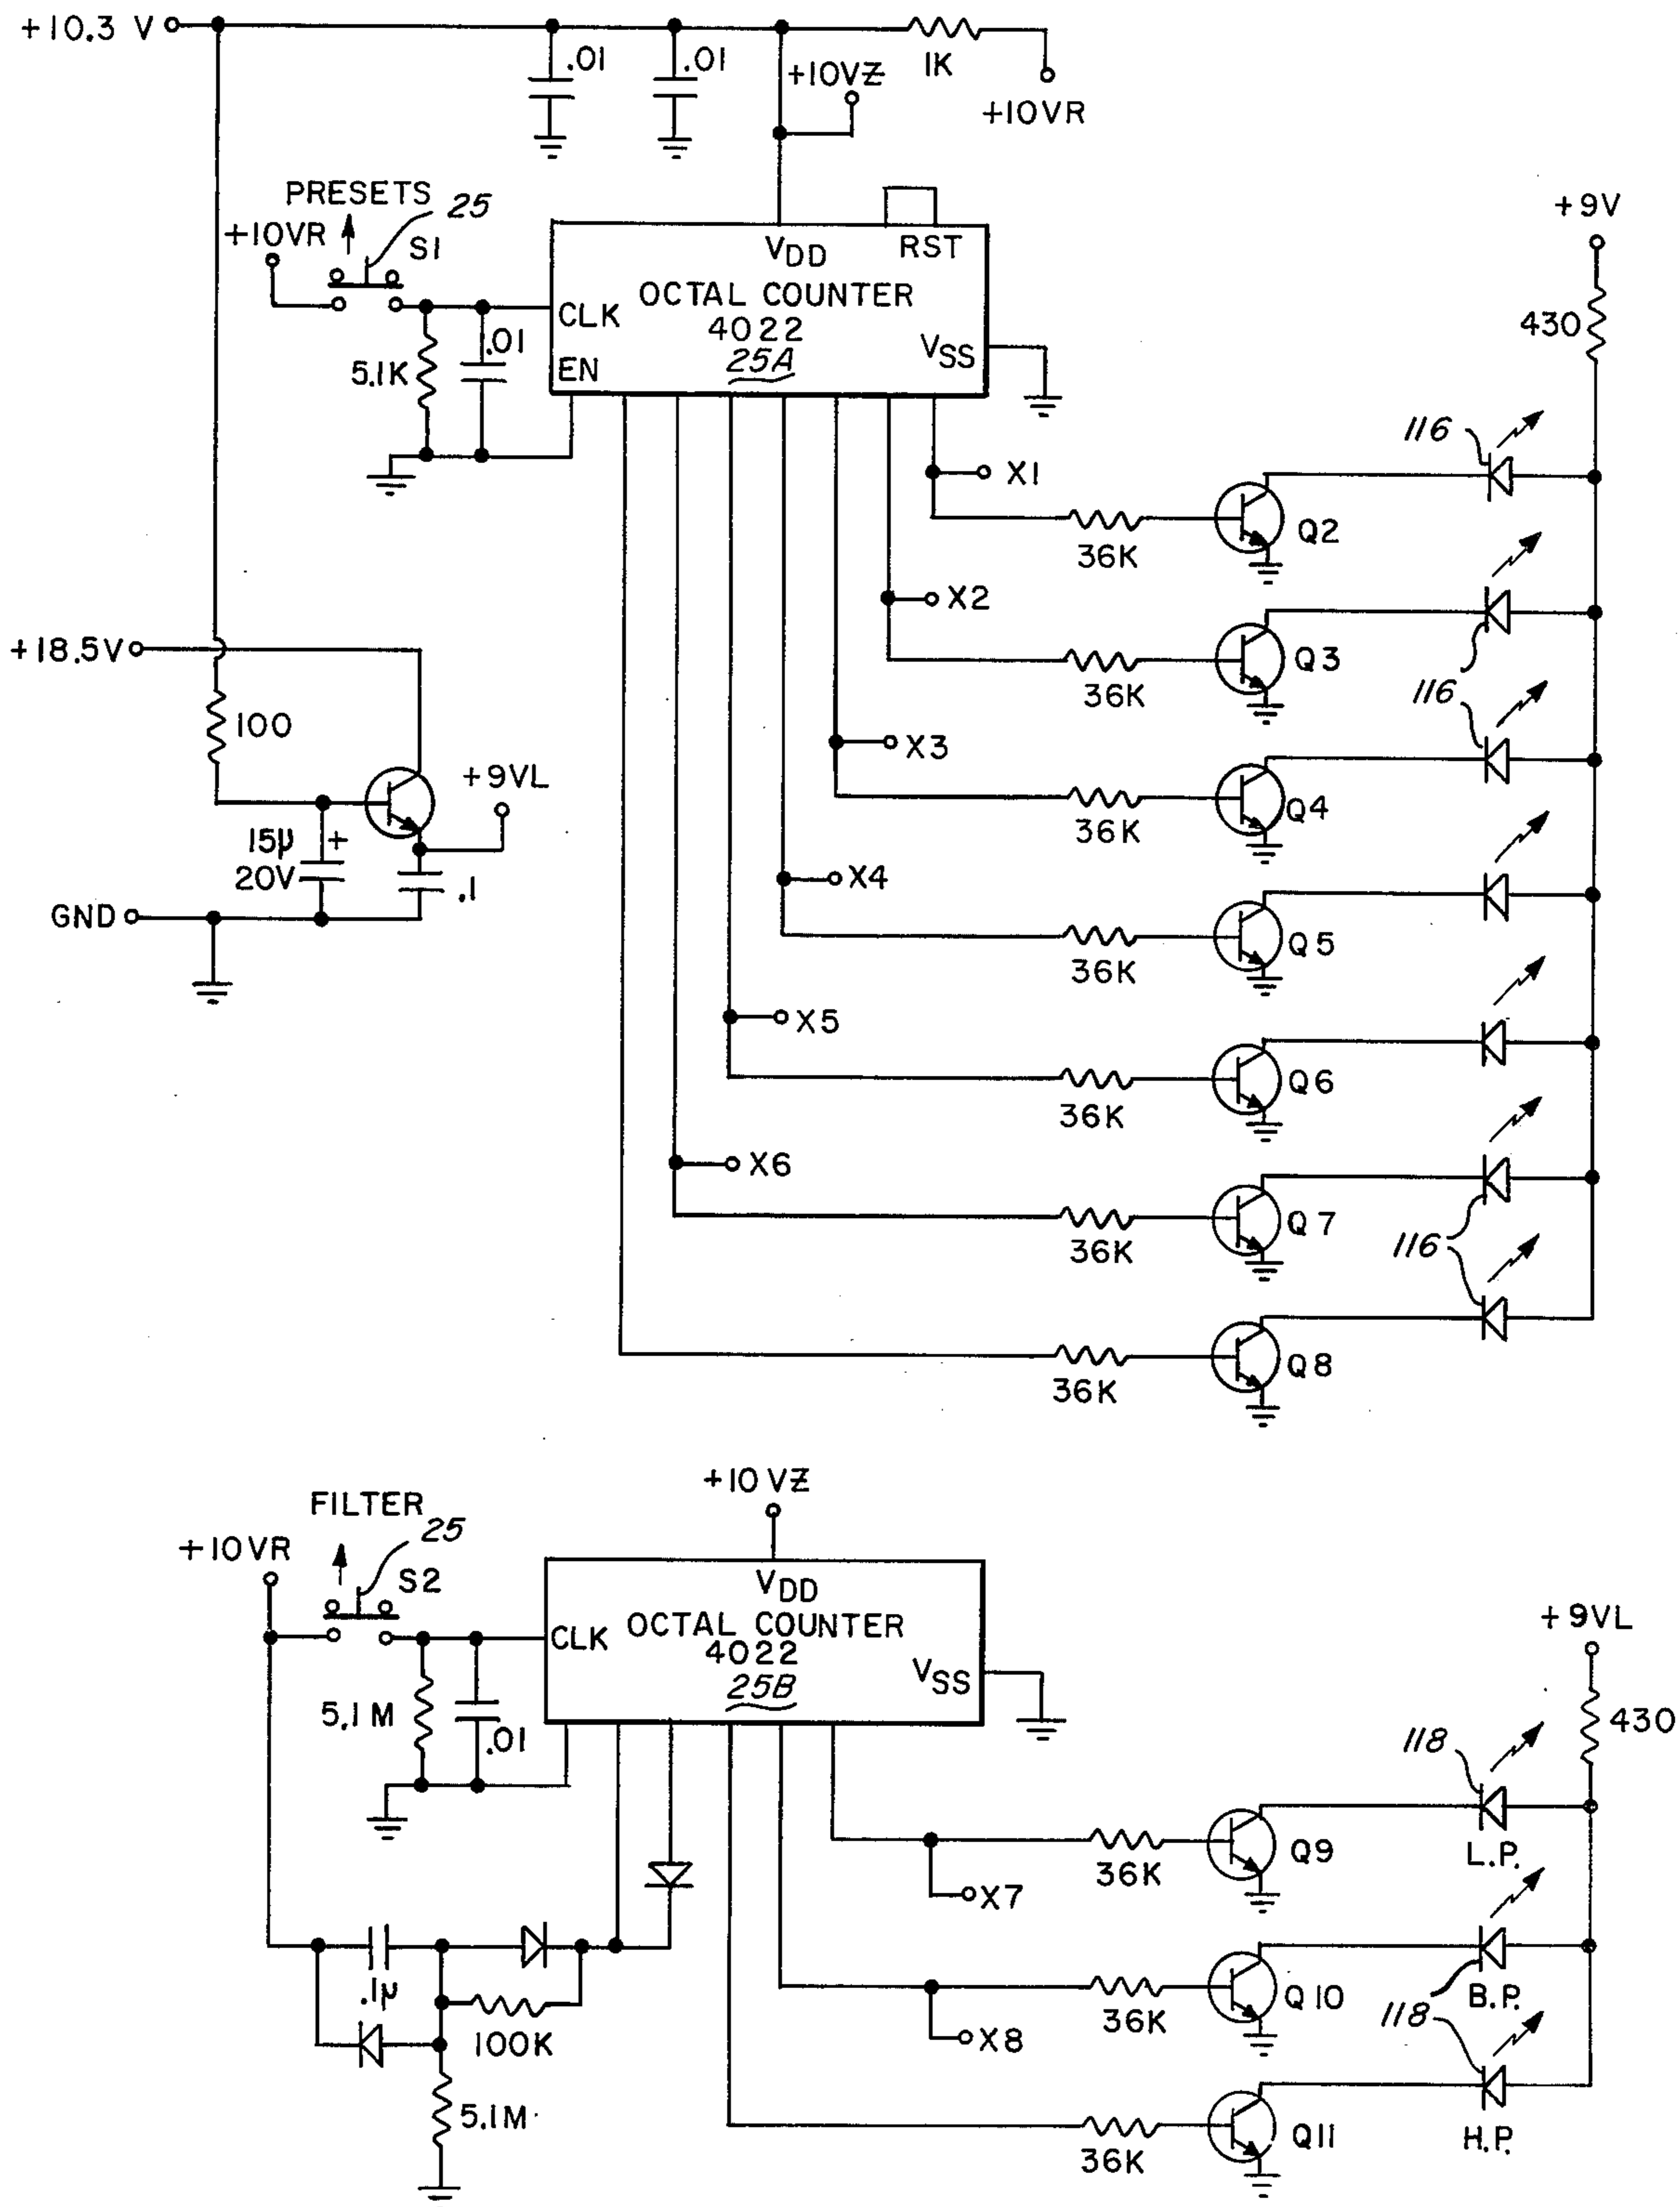 +10.3 V
.01
.01
+10VZ
1K
+10VR
PRESETS
25
+10VR
S1
VDD
RST
OCTAL COUNTER
4022
25A
CLK
EN
VSS
5.1K
.01
+9V
430
116
X1
36K
Q2
X2
36K
Q3
116
+18.5V
100
+9VL
15µ
+
20V
.1
GND
X3
36K
Q4
116
X4
36K
Q5
X5
36K
Q6
X6
36K
Q7
116
36K
Q8
+10VZ
FILTER
25
+10VR
S2
VDD
OCTAL COUNTER
4022
25B
CLK
VSS
5.1M
.01
+9VL
430
118
L.P.
36K
Q9
X7
.1µ
100K
5.1M
36K
Q10
X8
118
B.P.
118
36K
Q11
H.P.